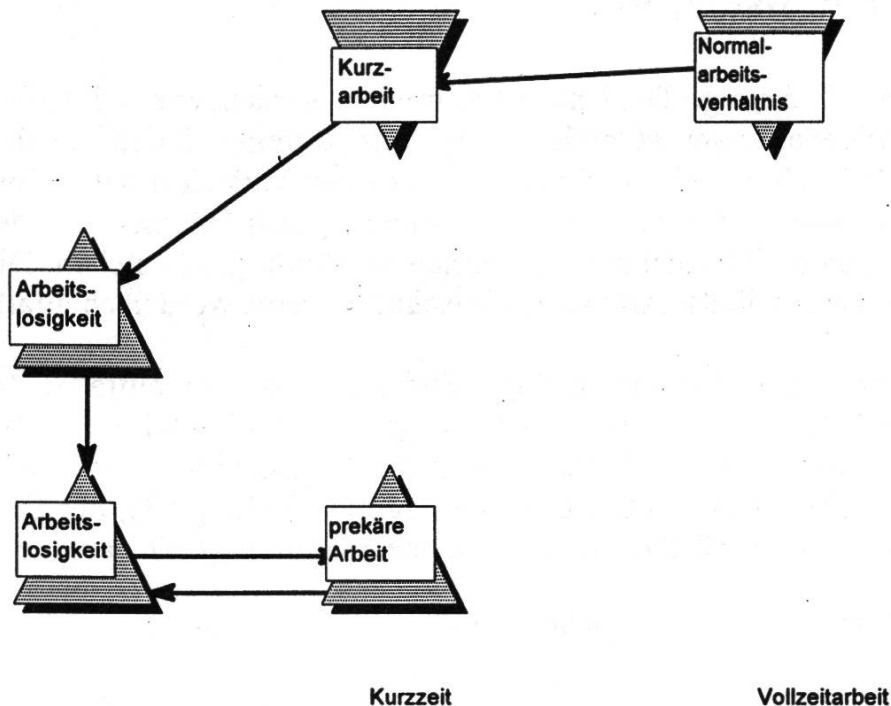 Kurz-
arbeit
Normal-
arbeits-
verhältnis
Arbeits-
losigkeit
Arbeits-
losigkeit
prekäre
Arbeit
Kurzzeit
Vollzeitarbeit